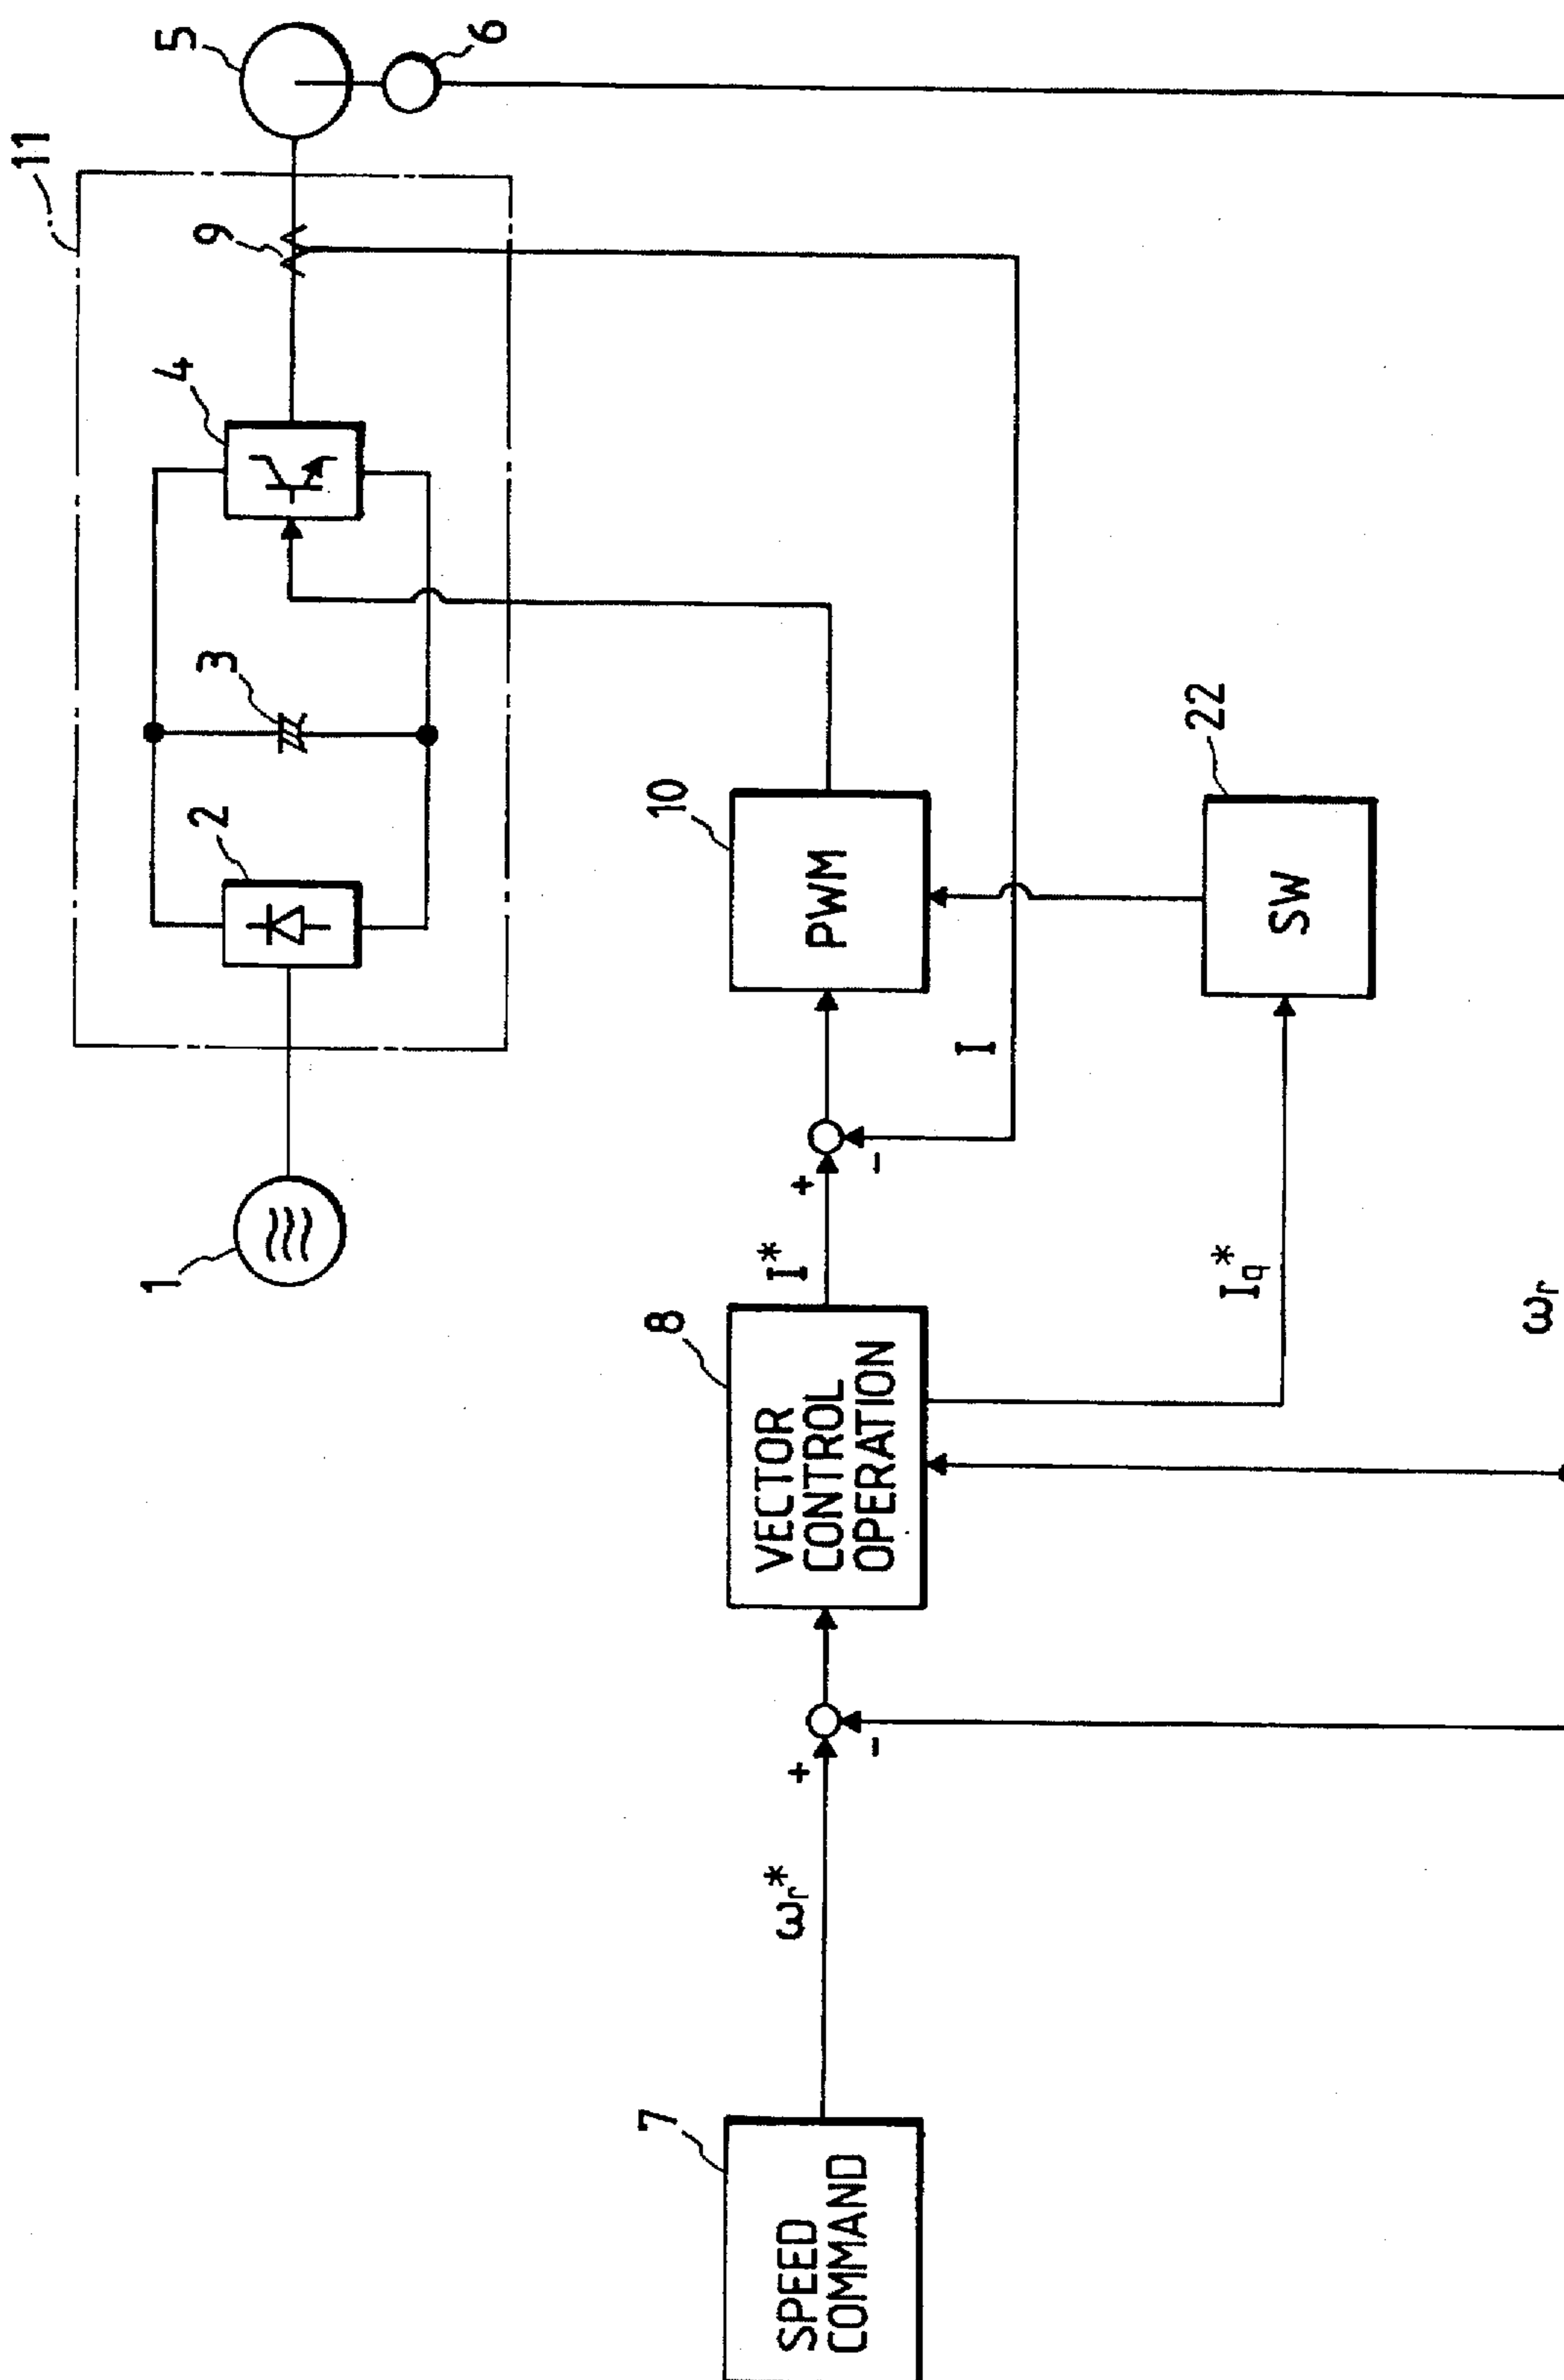 11
5
6
9
4
3
2
1
10
PWM
22
SW
I
+
-
I*
Iq*
ωr
8
VECTOR
CONTROL
OPERATION
+
-
ωr*
7
SPEED
COMMAND